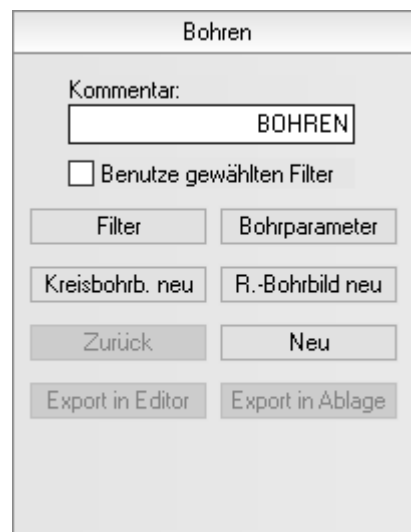 Bohren
Kommentar:
BOHREN
Benutze gewählten Filter
Filter
Bohrparameter
Kreisbohrb. neu
R.-Bohrbild neu
Zurück
Neu
Export in Editor
Export in Ablage